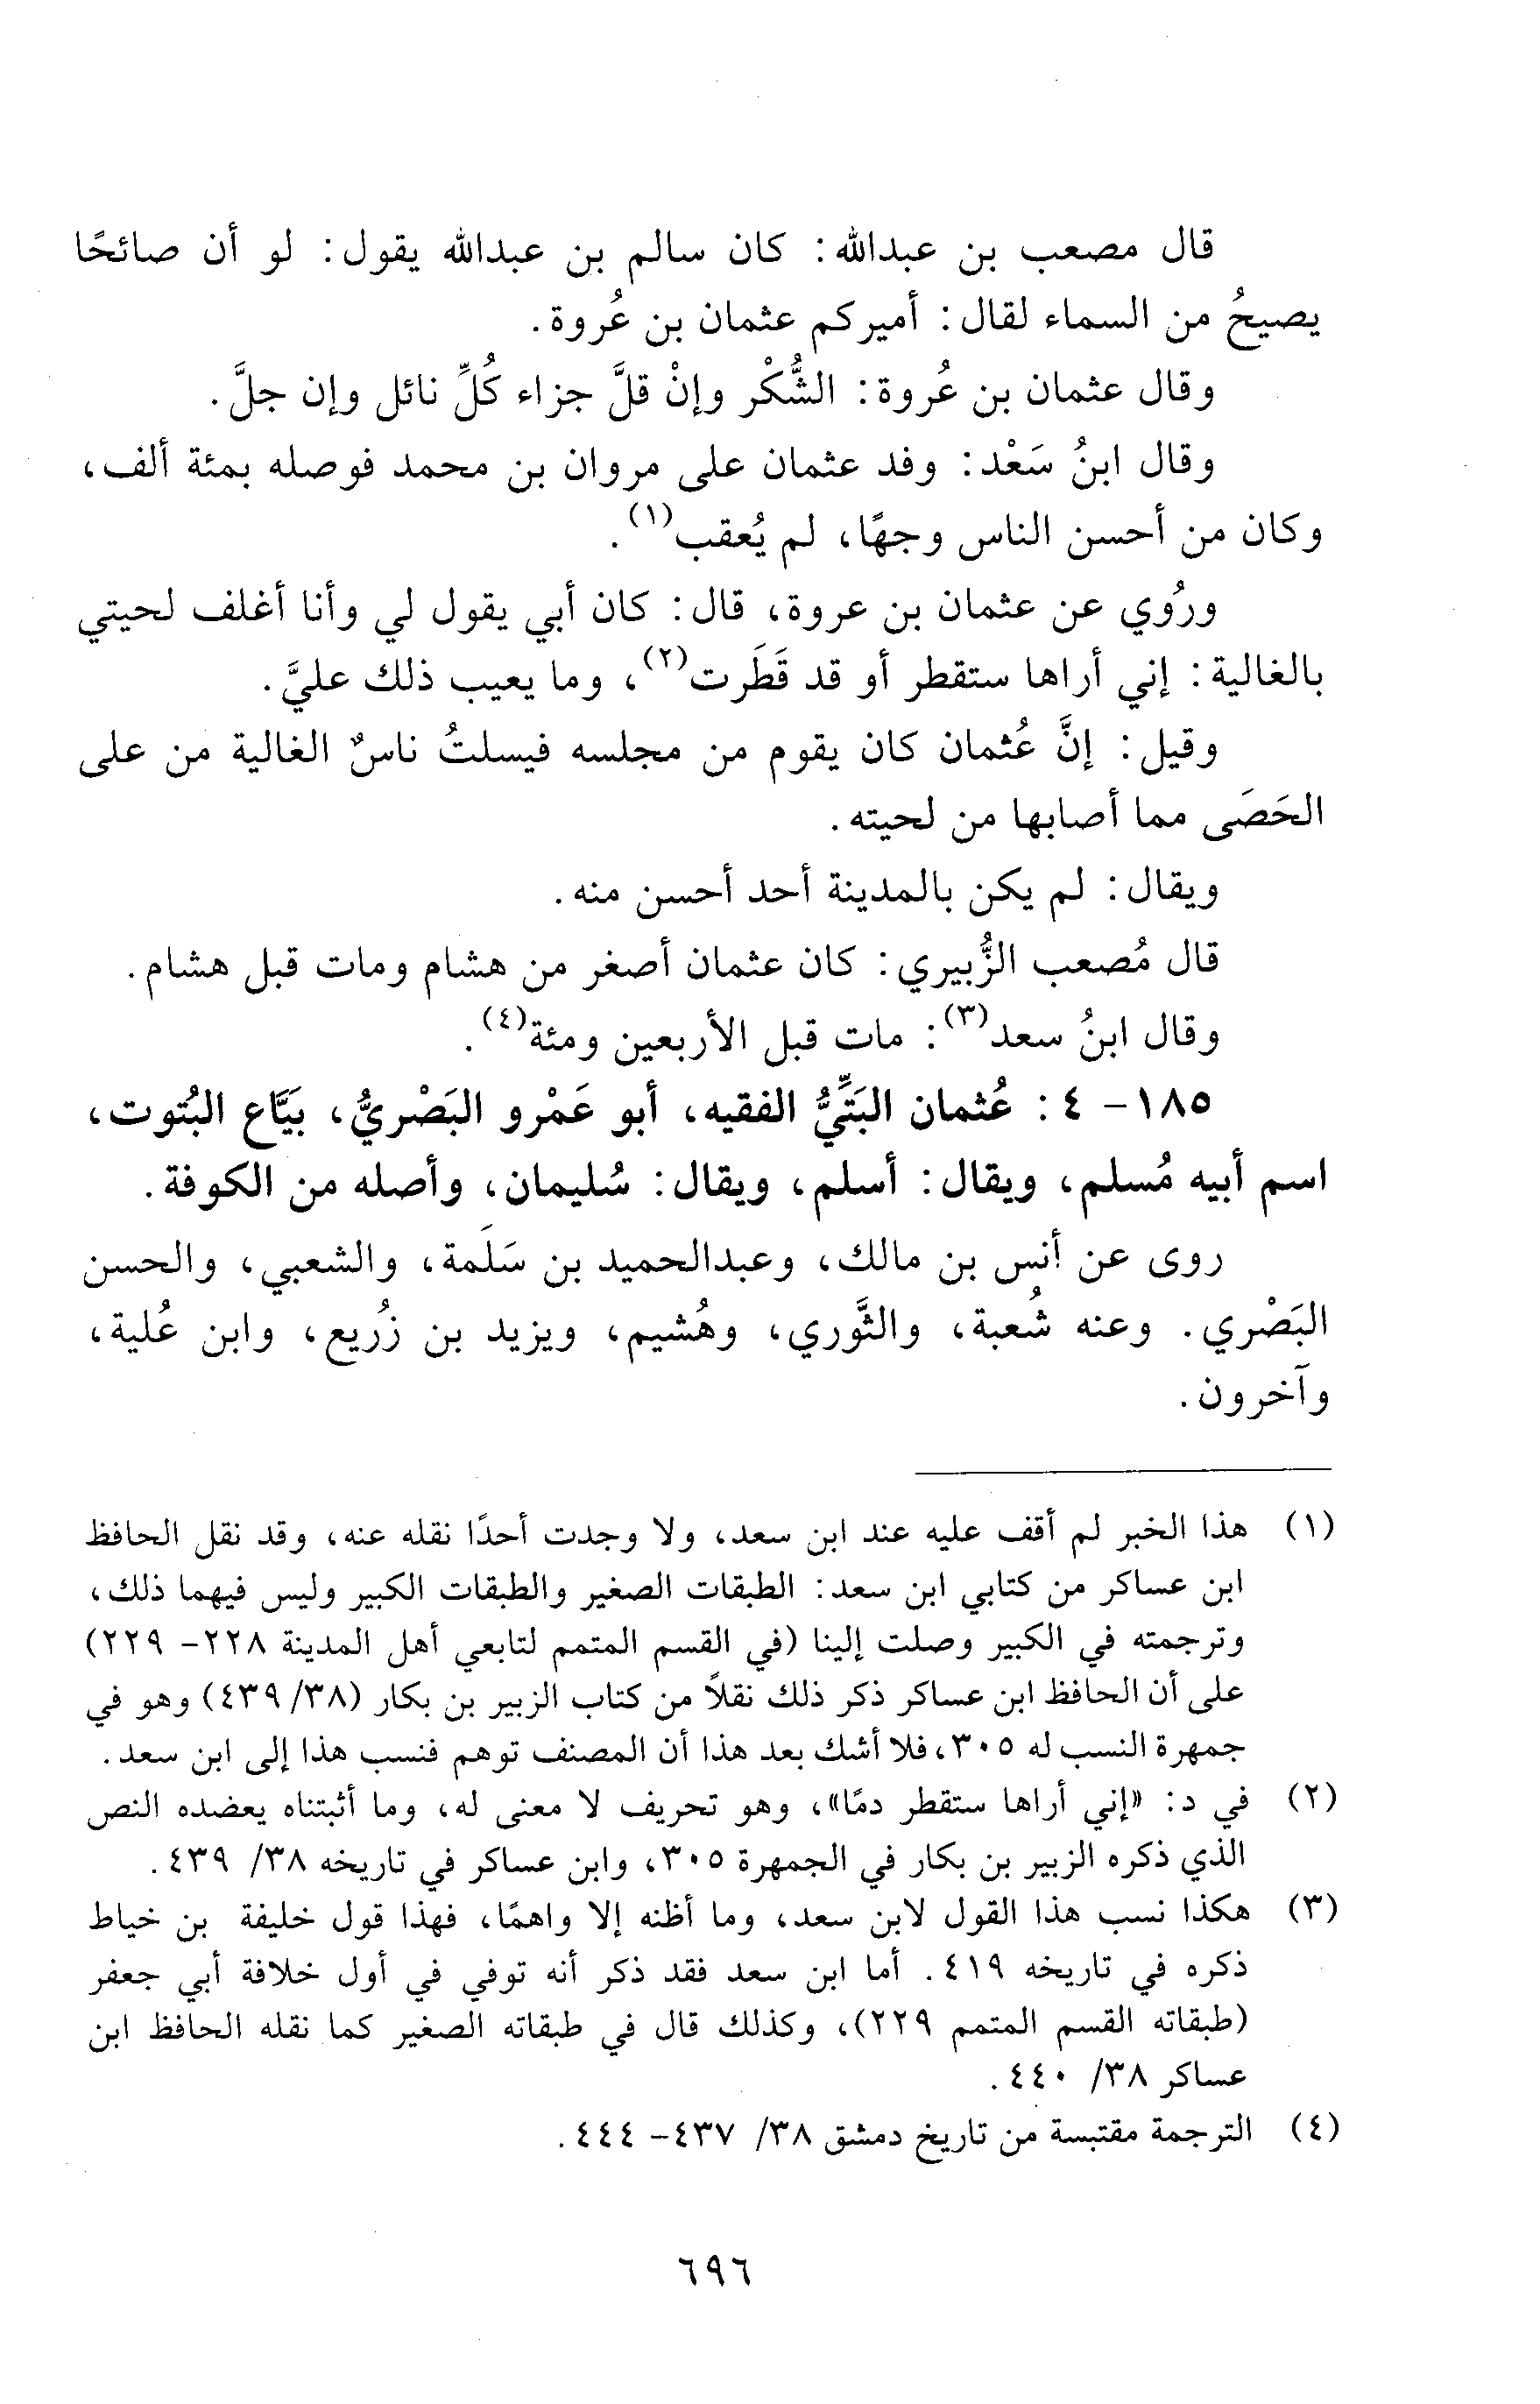 قال مصعب بن عبدالله: كان سالم بن عبدالله يقول: لو أن صائحًا
يصيحُ من السماء لقال: أميركم عثمان بن عُروة.
وقال عثمان بن عُروة: الشُّكْر وإنْ قلَّ جزاء كُلِّ نائل وإن جلَّ.
وقال ابنُ سَعْد: وفد عثمان على مروان بن محمد فوصله بمئة ألف،
وكان من أحسن الناس وجهًا، لم يُعقب(١).
ورُوي عن عثمان بن عروة، قال: كان أبي يقول لي وأنا أغلف لحيتي
بالغالية: إني أراها ستقطر أو قد قَطَرت(٢)، وما يعيب ذلك عليَّ.
وقيل: إنَّ عُثمان كان يقوم من مجلسه فيسلتُ ناسٌ الغالية من على
الحَصَى مما أصابها من لحيته.
ويقال: لم يكن بالمدينة أحد أحسن منه.
قال مُصعب الزُّبيري: كان عثمان أصغر من هشام ومات قبل هشام.
وقال ابنُ سعد(٣): مات قبل الأربعين ومئة(٤).
١٨٥- ٤: عُثمان البَتِّيُّ الفقيه، أبو عَمْرو البَصْريُّ، بَيَّاع البُتوت،
اسم أبيه مُسلم، ويقال: أسلم، ويقال: سُليمان، وأصله من الكوفة.
روى عن أنس بن مالك، وعبدالحميد بن سَلَمة، والشعبي، والحسن
البَصْري. وعنه شُعبة، والثَّوري، وهُشيم، ويزيد بن زُريع، وابن عُلية،
وآخرون.
(١) هذا الخبر لم أقف عليه عند ابن سعد، ولا وجدت أحدًا نقله عنه، وقد نقل الحافظ
ابن عساكر من كتابي ابن سعد: الطبقات الصغير والطبقات الكبير وليس فيهما ذلك،
وترجمته في الكبير وصلت إلينا (في القسم المتمم لتابعي أهل المدينة ٢٢٨- ٢٢٩)
على أن الحافظ ابن عساكر ذكر ذلك نقلاً من كتاب الزبير بن بكار (٣٨/ ٤٣٩) وهو في
جمهرة النسب له ٣٠٥، فلا أشك بعد هذا أن المصنف توهم فنسب هذا إلى ابن سعد.
(٢) في د: «إني أراها ستقطر دمًا»، وهو تحريف لا معنى له، وما أثبتناه يعضده النص
الذي ذكره الزبير بن بكار في الجمهرة ٣٠٥، وابن عساكر في تاريخه ٣٨/ ٤٣٩.
(٣) هكذا نسب هذا القول لابن سعد، وما أظنه إلا واهمًا، فهذا قول خليفة بن خياط
ذكره في تاريخه ٤١٩. أما ابن سعد فقد ذكر أنه توفي في أول خلافة أبي جعفر
(طبقاته القسم المتمم ٢٢٩)، وكذلك قال في طبقاته الصغير كما نقله الحافظ ابن
عساكر ٣٨/ ٤٤٠.
(٤) الترجمة مقتبسة من تاريخ دمشق ٣٨/ ٤٣٧- ٤٤٤.
٦٩٦